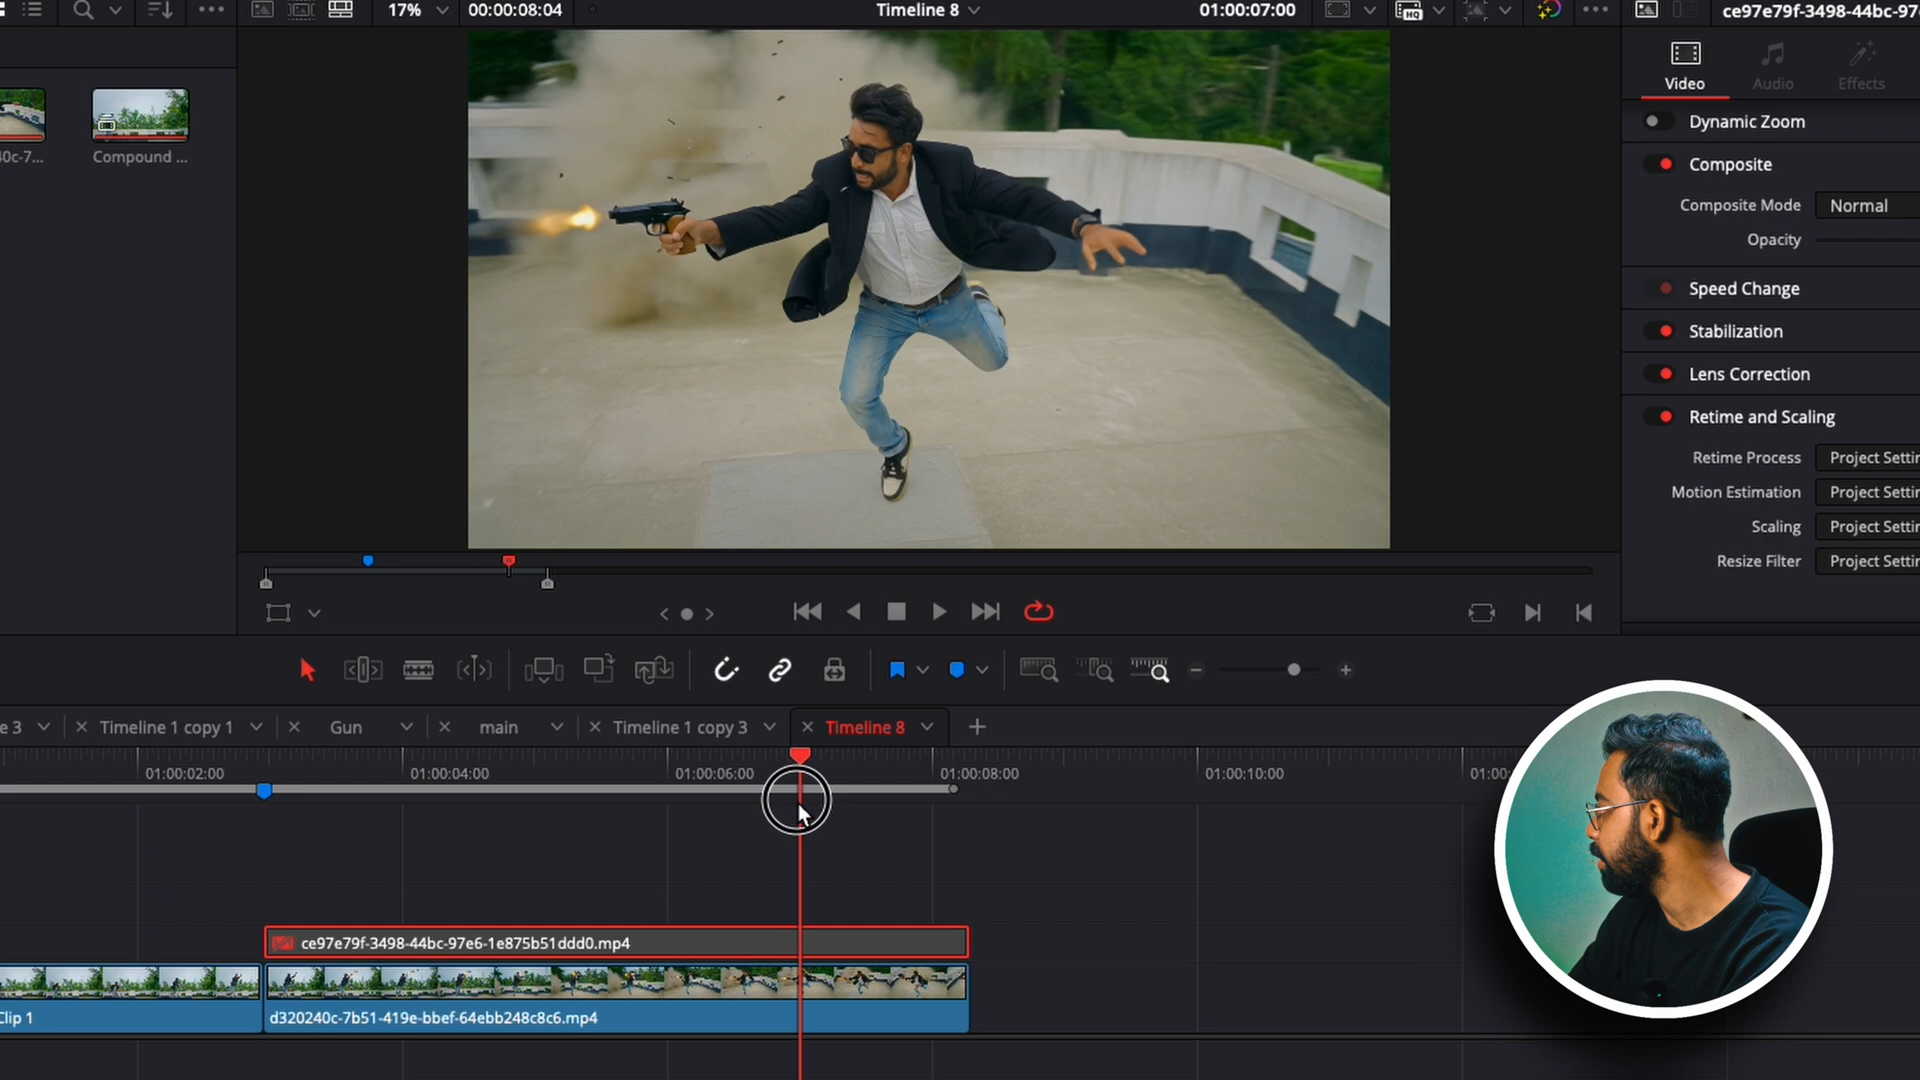 17%
00:00:08:04
Timeline 8
01:00:07:00
ce97e79f-3498-44bc-97
Video
Audio
Effects
0c-7...
Compound ...
Dynamic Zoom
Composite
Composite Mode
Normal
Opacity
Speed Change
Stabilization
Lens Correction
Retime and Scaling
Retime Process
Project Settin
Motion Estimation
Project Settin
Scaling
Project Settin
Resize Filter
Project Settin
HQ
e 3
Timeline 1 copy 1
Gun
main
Timeline 1 copy 3
Timeline 8
01:00:02:00
01:00:04:00
01:00:06:00
01:00:08:00
01:00:10:00
01:00:
ce97e79f-3498-44bc-97e6-1e875b51ddd0.mp4
Clip 1
d320240c-7b51-419e-bbef-64ebb248c8c6.mp4